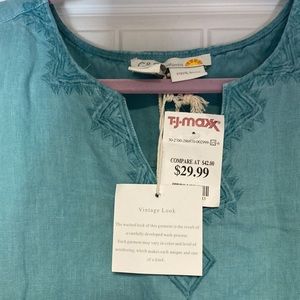 100%
T.J.maxx
COMPARE AT $42.00
$29.99
Vintage Look
The washed look of this garment is the result of
a carefully developed wash process.
Each garment may vary in color and level of
weathering, which makes each unique and one
of a kind.